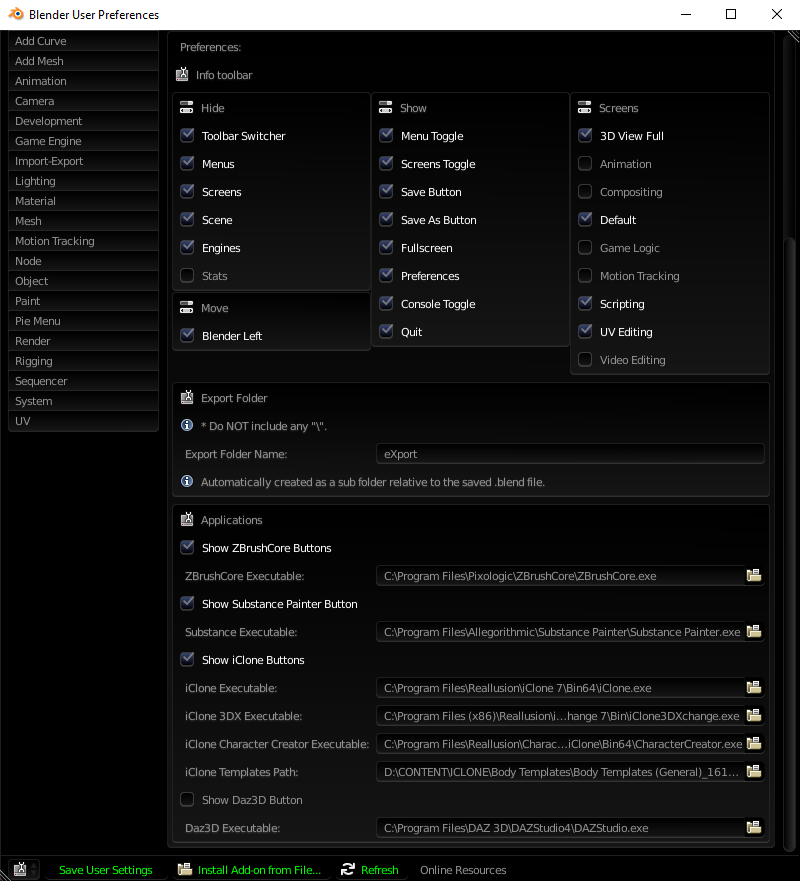 Blender User Preferences
Add Curve
Add Mesh
Animation
Camera
Development
Game Engine
Import-Export
Lighting
Material
Mesh
Motion Tracking
Node
Object
Paint
Pie Menu
Render
Rigging
Sequencer
System
UV
Preferences:
Info toolbar
Hide
Toolbar Switcher
Menus
Screens
Scene
Engines
Stats
Move
Blender Left
Show
Menu Toggle
Screens Toggle
Save Button
Save As Button
Fullscreen
Preferences
Console Toggle
Quit
Screens
3D View Full
Animation
Compositing
Default
Game Logic
Motion Tracking
Scripting
UV Editing
Video Editing
Export Folder
* Do NOT include any "\".
Export Folder Name: eXport
Automatically created as a sub folder relative to the saved .blend file.
Applications
Show ZBrushCore Buttons
ZBrushCore Executable: C:\Program Files\Pixologic\ZBrushCore\ZBrushCore.exe
Show Substance Painter Button
Substance Executable: C:\Program Files\Allegorithmic\Substance Painter\Substance Painter.exe
Show iClone Buttons
iClone Executable: C:\Program Files\Reallusion\iClone 7\Bin64\iClone.exe
iClone 3DX Executable: C:\Program Files (x86)\Reallusion\i...hange 7\Bin\iClone3DXchange.exe
iClone Character Creator Executable: C:\Program Files\Reallusion\Charac...iClone\Bin64\CharacterCreator.exe
iClone Templates Path: D:\CONTENT\ICLONE\Body Templates\Body Templates (General)_161...
Show Daz3D Button
Daz3D Executable: C:\Program Files\DAZ 3D\DAZStudio4\DAZStudio.exe
Save User Settings Install Add-on from File... Refresh Online Resources